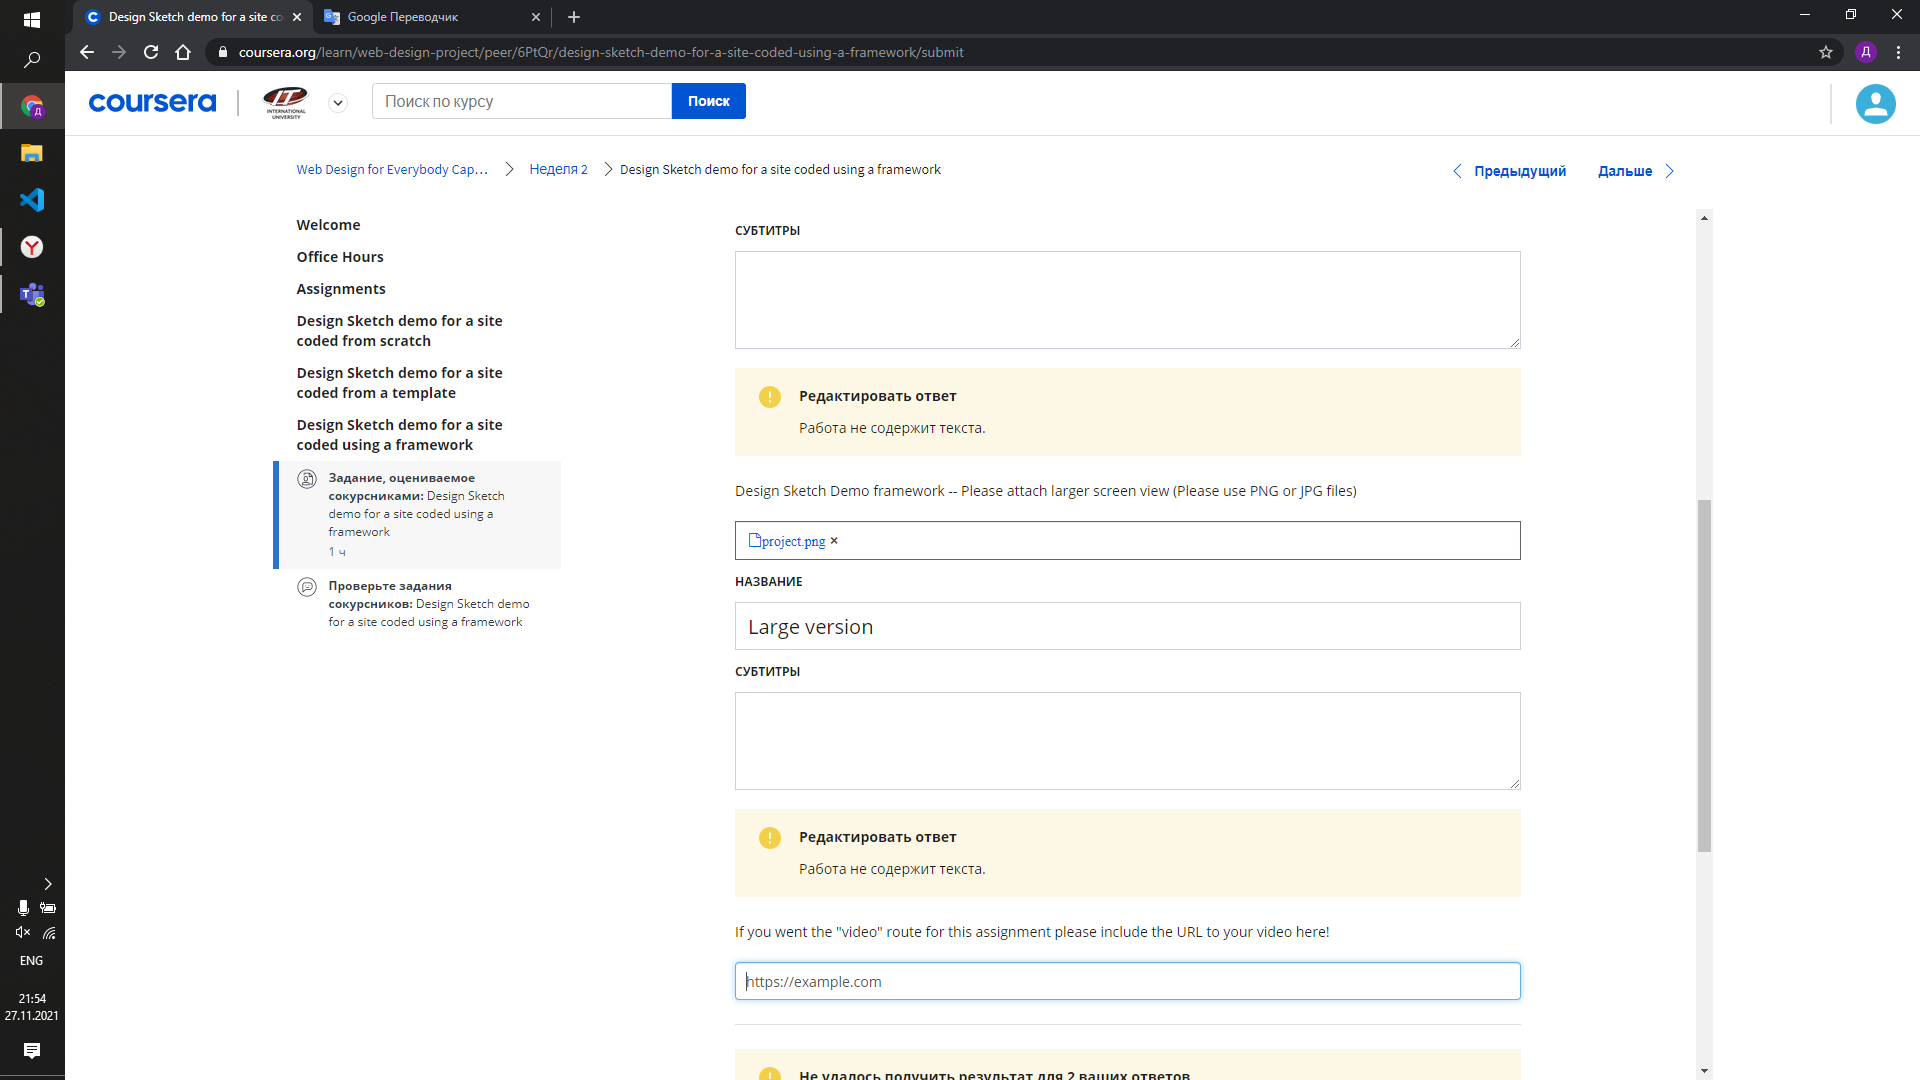 Design Sketch demo for a site co
Google Переводчик
coursera.org/learn/web-design-project/peer/6PtQr/design-sketch-demo-for-a-site-coded-using-a-framework/submit
Д
coursera
IT
INTERNATIONAL
UNIVERSITY
Поиск по курсу
Поиск
Web Design for Everybody Cap...
Неделя 2
Design Sketch demo for a site coded using a framework
Предыдущий
Дальше
Welcome
Office Hours
Assignments
Design Sketch demo for a site
coded from scratch
Design Sketch demo for a site
coded from a template
Design Sketch demo for a site
coded using a framework
Задание, оцениваемое
сокурсниками: Design Sketch
demo for a site coded using a
framework
1 ч
Проверьте задания
сокурсников: Design Sketch demo
for a site coded using a framework
СУБТИТРЫ
Редактировать ответ
Работа не содержит текста.
Design Sketch Demo framework -- Please attach larger screen view (Please use PNG or JPG files)
project.png ×
НАЗВАНИЕ
Large version
СУБТИТРЫ
Редактировать ответ
Работа не содержит текста.
If you went the "video" route for this assignment please include the URL to your video here!
https://example.com
Не удалось получить результат для 2 ваших ответов
ENG
21:54
27.11.2021